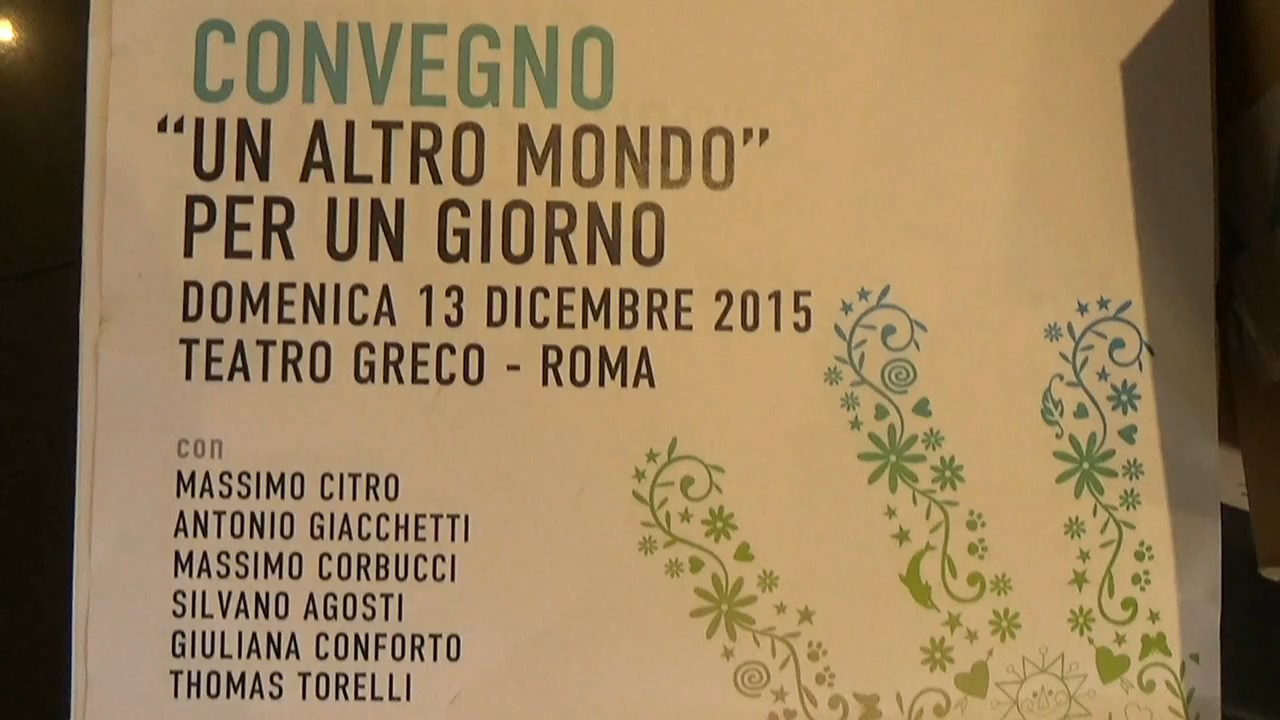 CONVEGNO
“UN ALTRO MONDO”
PER UN GIORNO
DOMENICA 13 DICEMBRE 2015
TEATRO GRECO - ROMA
con
MASSIMO CITRO
ANTONIO GIACCHETTI
MASSIMO CORBUCCI
SILVANO AGOSTI
GIULIANA CONFORTO
THOMAS TORELLI